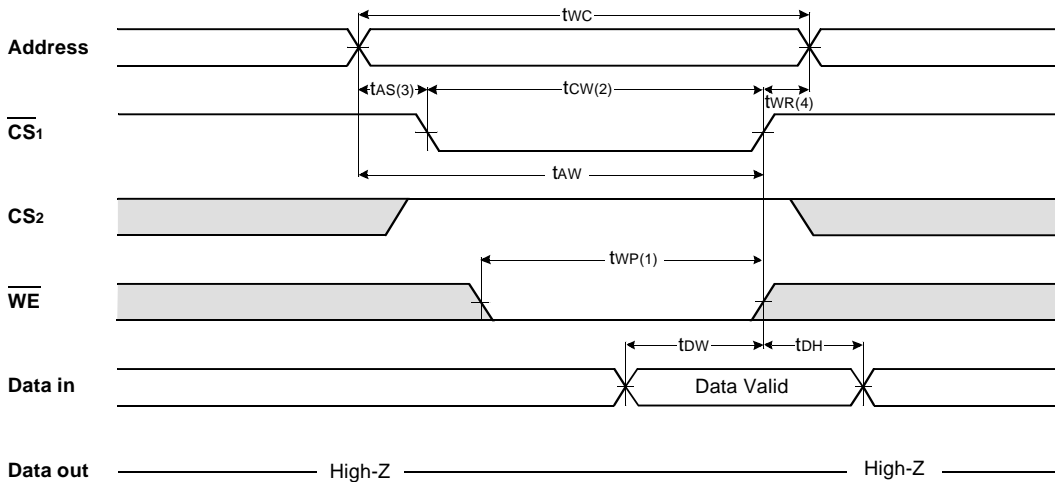 tWC
Address
tAS(3)
tCW(2)
tWR(4)
CS1
tAW
CS2
tWP(1)
WE
tDW
tDH
Data in
Data Valid
Data out
High-Z
High-Z